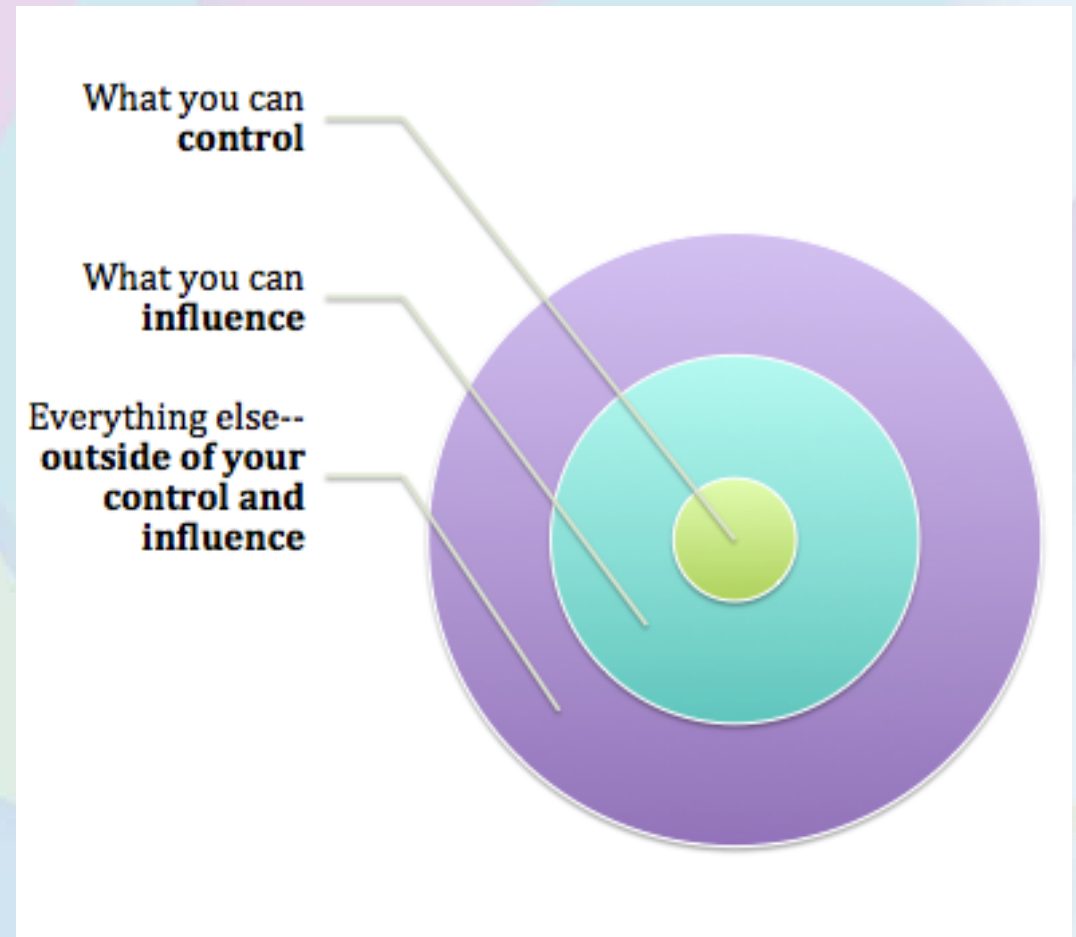 What you can
control
What you can
influence
Everything else--
outside of your
control and
influence